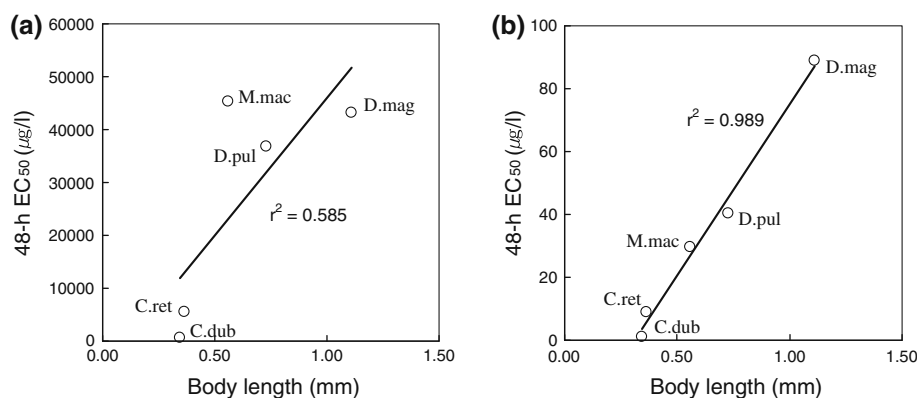 (a)
60000
50000
40000
30000
20000
10000
0
48-h EC50 (μg/l)
M.mac
D.mag
D.pul
r² = 0.585
C.ret
C.dub
0.00 0.50 1.00 1.50
Body length (mm)
(b)
100
80
60
40
20
0
48-h EC50 (μg/l)
D.mag
r² = 0.989
D.pul
M.mac
C.ret
C.dub
0.00 0.50 1.00 1.50
Body length (mm)